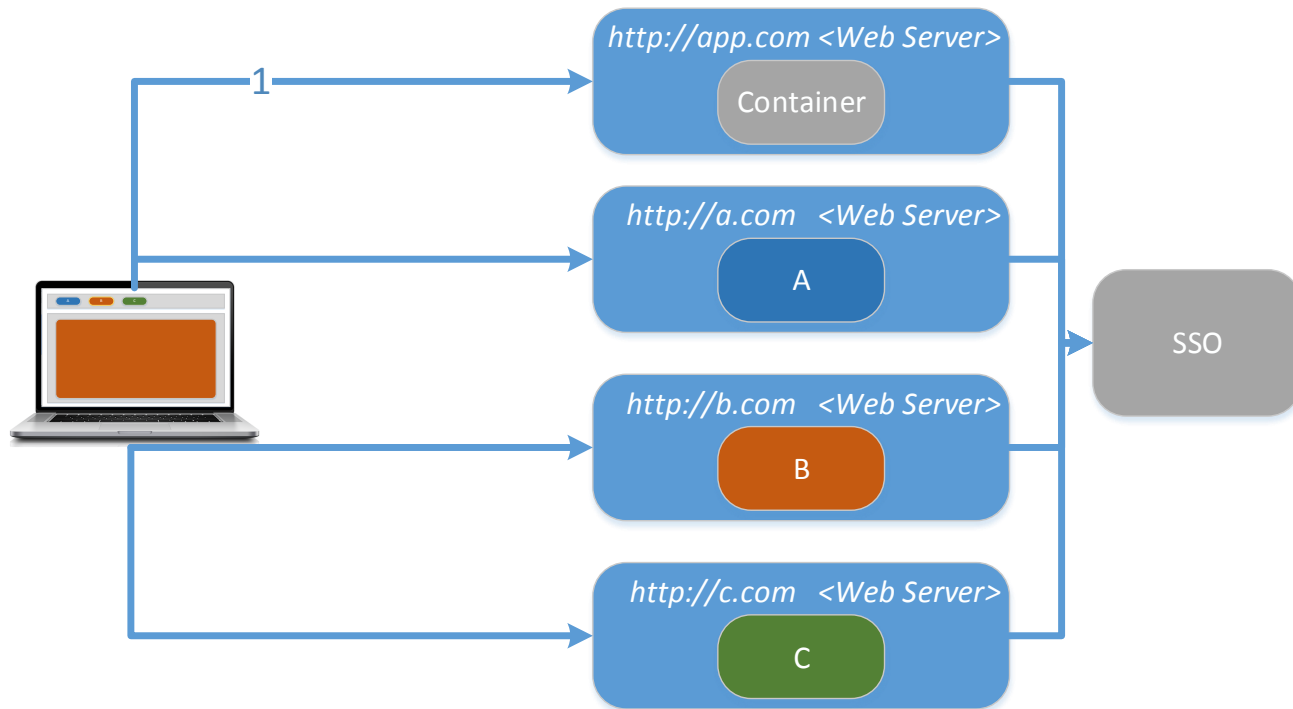 http://app.com <Web Server>
Container
1
http://a.com <Web Server>
A
A B C
SSO
http://b.com <Web Server>
B
http://c.com <Web Server>
C